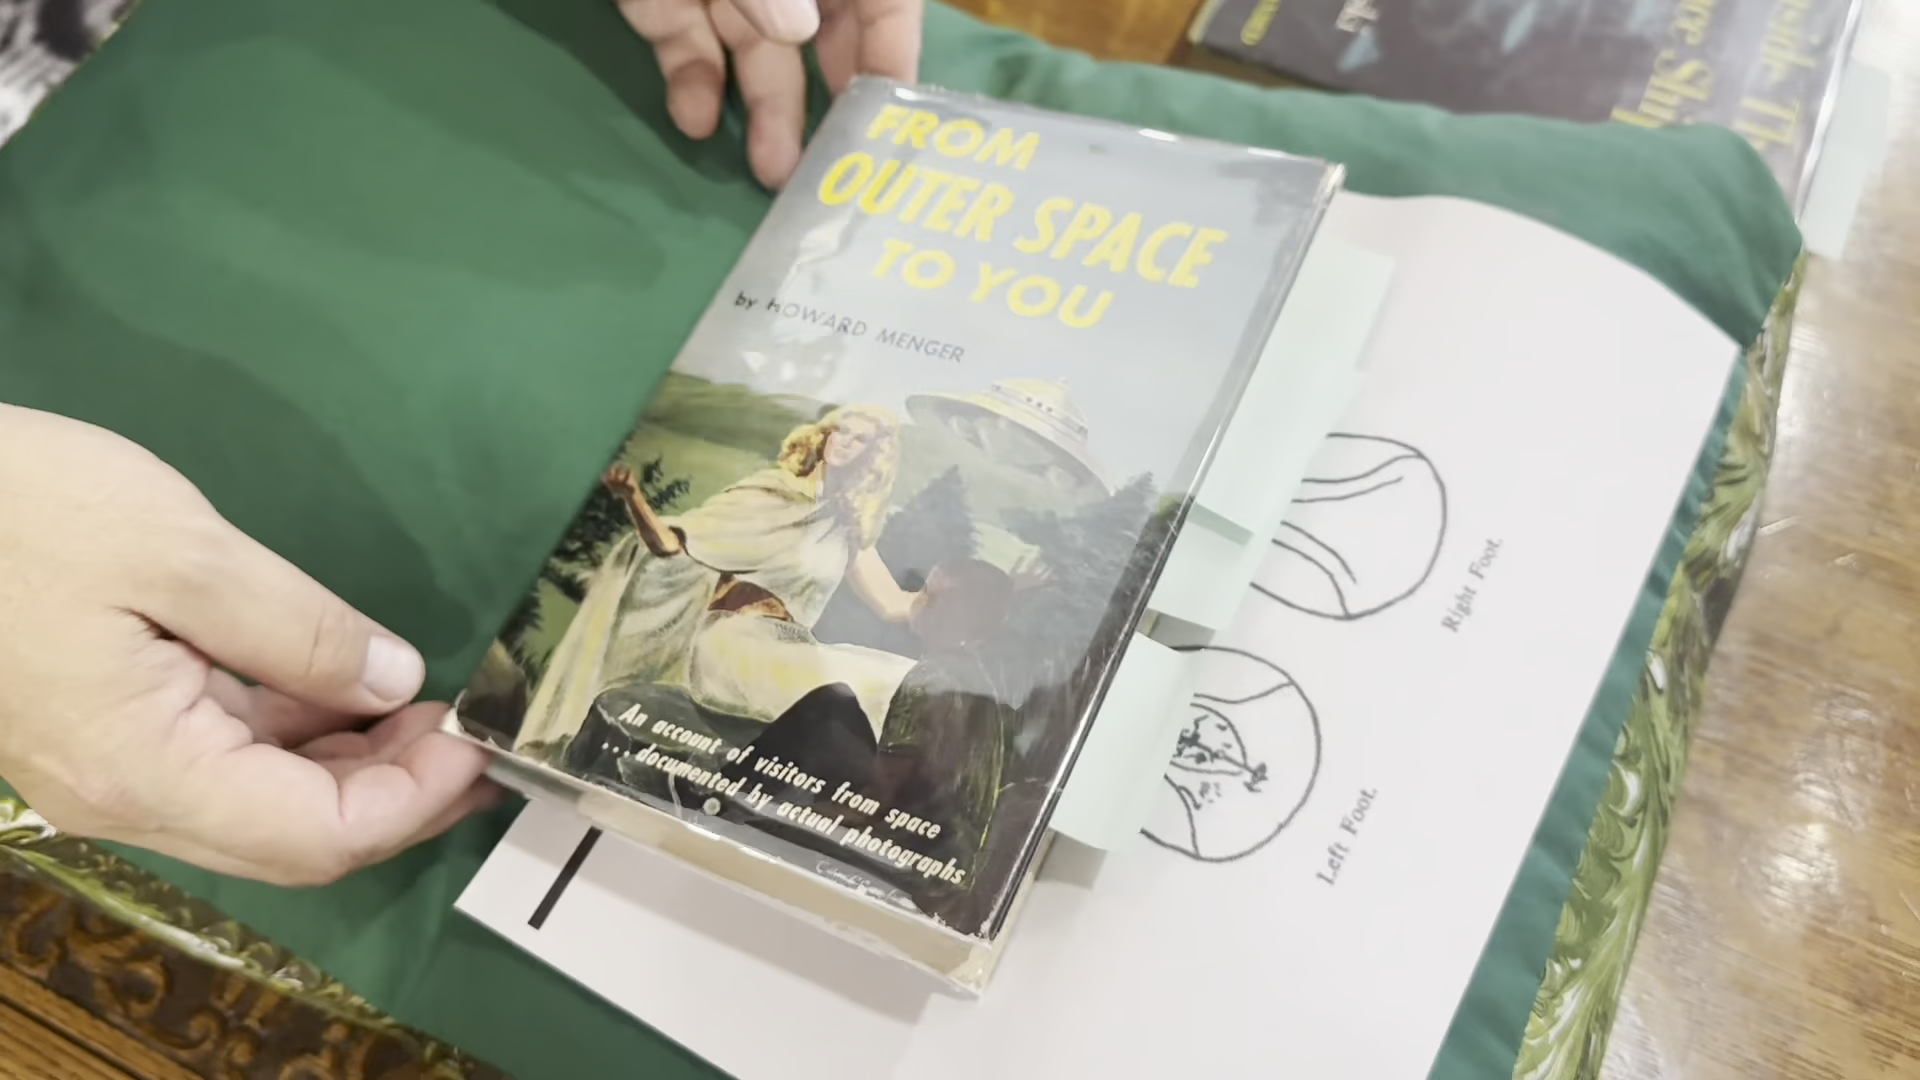 FROM
OUTER SPACE
TO YOU
by HOWARD MENGER
An account of visitors from space
... documented by actual photographs
Right Foot.
Left Foot.